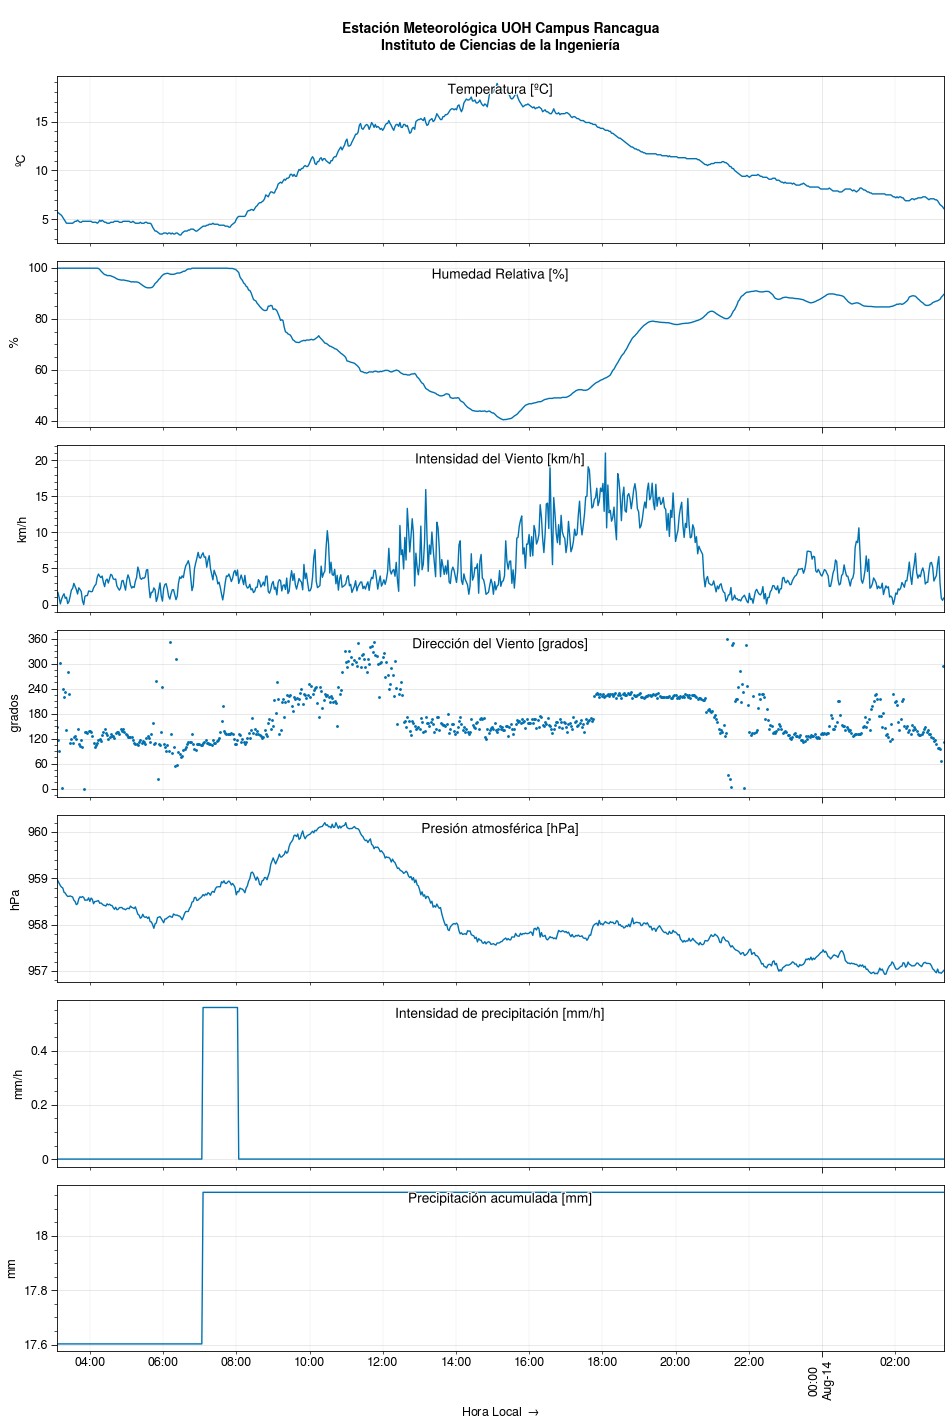 Estación Meteorológica UOH Campus Rancagua
Instituto de Ciencias de la Ingeniería
Temperatura [ºC]
ºC
15
10
5
Humedad Relativa [%]
%
100
80
60
40
Intensidad del Viento [km/h]
km/h
20
15
10
5
0
Dirección del Viento [grados]
grados
360
300
240
180
120
60
0
Presión atmosférica [hPa]
hPa
960
959
958
957
Intensidad de precipitación [mm/h]
mm/h
0.4
0.2
0
Precipitación acumulada [mm]
mm
18
17.8
17.6
04:00 06:00 08:00 10:00 12:00 14:00 16:00 18:00 20:00 22:00 00:00 02:00
Aug-14
Hora Local →